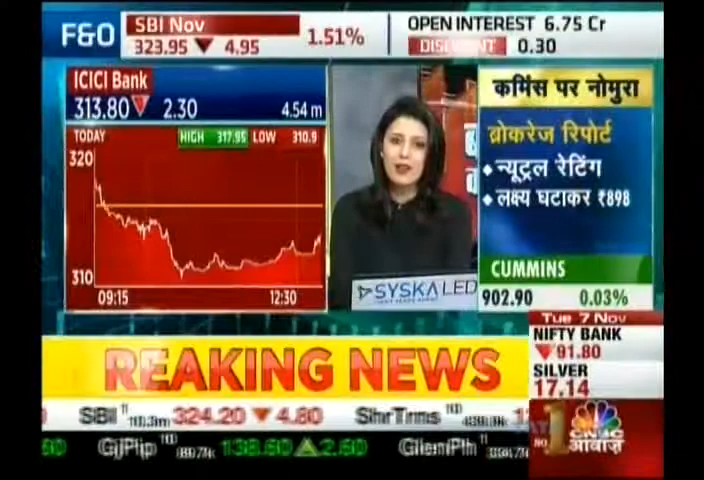 F&O
SBI Nov
323.95 4.95
1.51%
OPEN INTEREST 6.75 Cr
DISCOUNT 0.30
ICICI Bank
313.80 2.30 4.54 m
TODAY HIGH 317.95 LOW 310.9
320
310
09:15 12:30
कमिंस पर नोमुरा
ब्रोकरेज रिपोर्ट
न्यूट्रल रेटिंग
लक्ष्य घटाकर ₹898
CUMMINS
902.90 0.03%
SYSKA LED
Tue 7 Nov
NIFTY BANK
91.80
SILVER
17.14
REAKING NEWS
SBI 324.20 4.80
138.60 2.60
CNBC
आवाज़